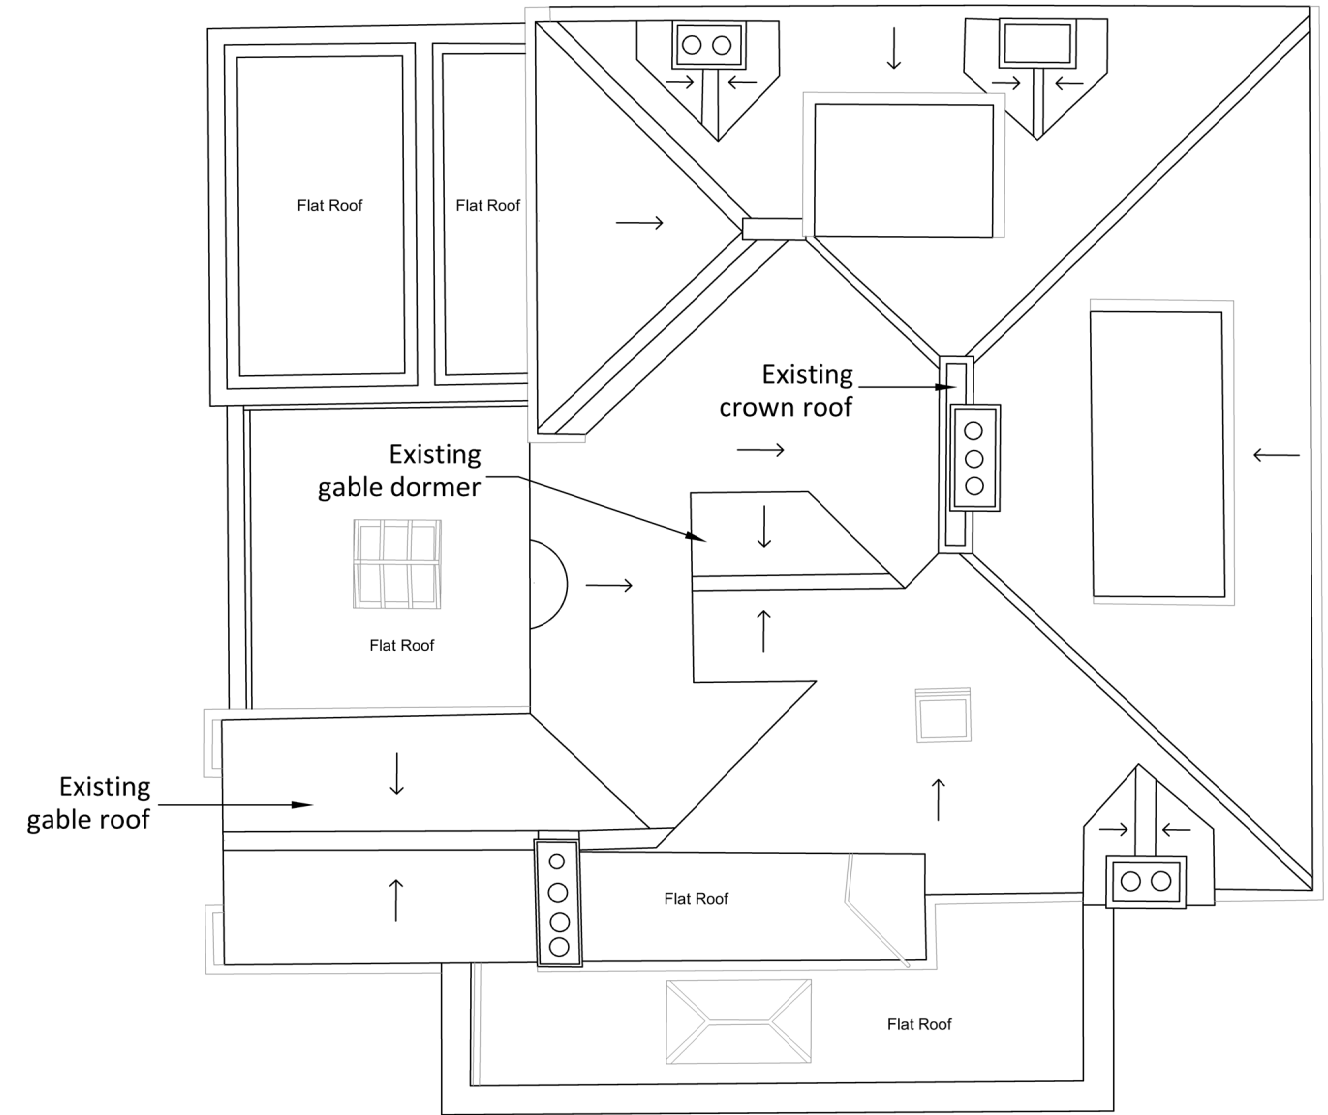 Flat Roof
Flat Roof
Existing
crown roof
Existing
gable dormer
Flat Roof
Existing
gable roof
Flat Roof
Flat Roof